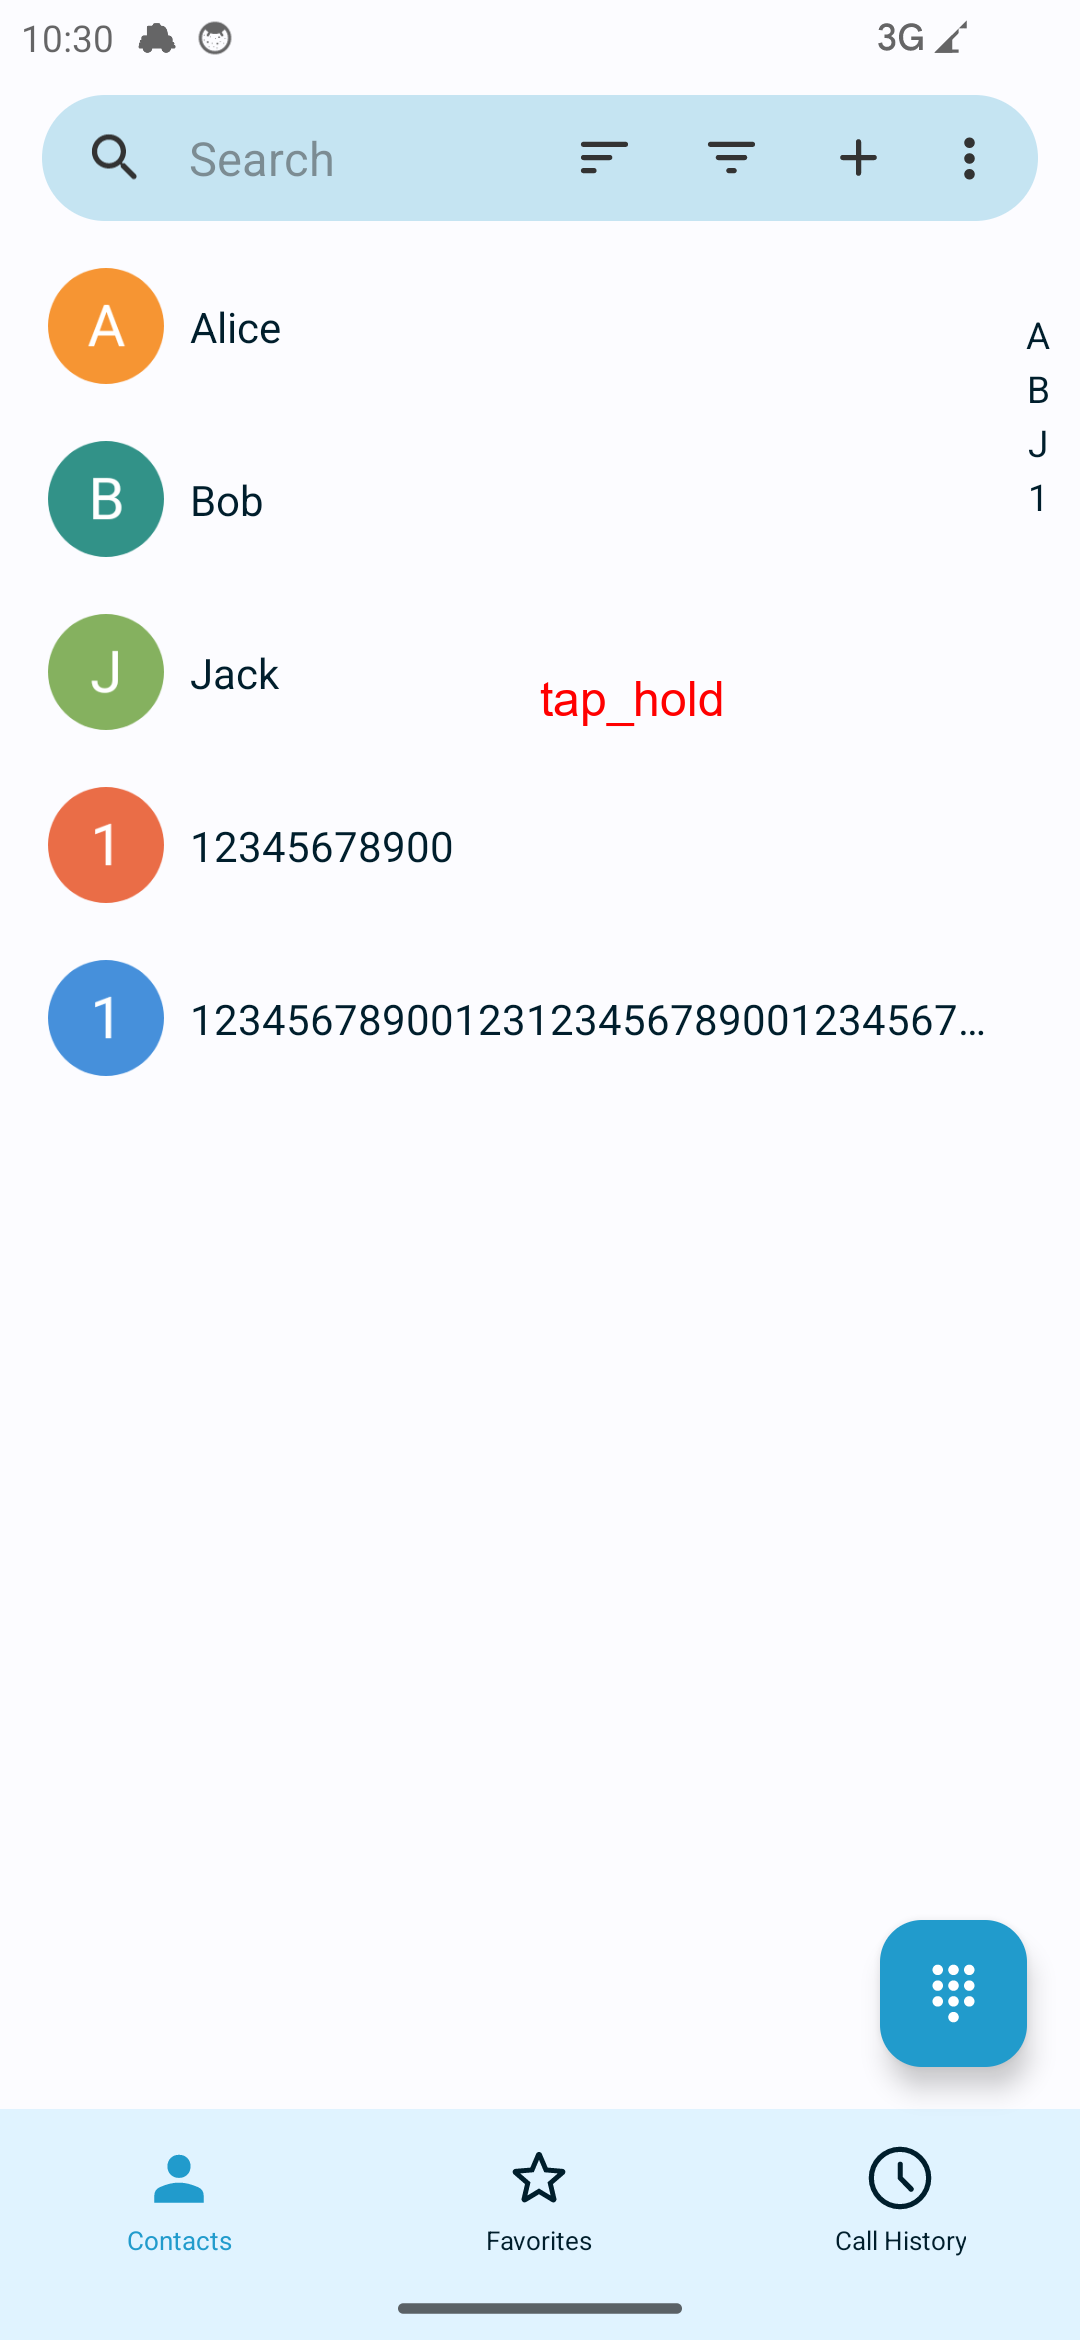 10:30
3G
Search
A Alice
A
B
B Bob
J
1
J Jack
tap_hold
1 12345678900
1 12345678900123123456789001234567...
Contacts
Favorites
Call History